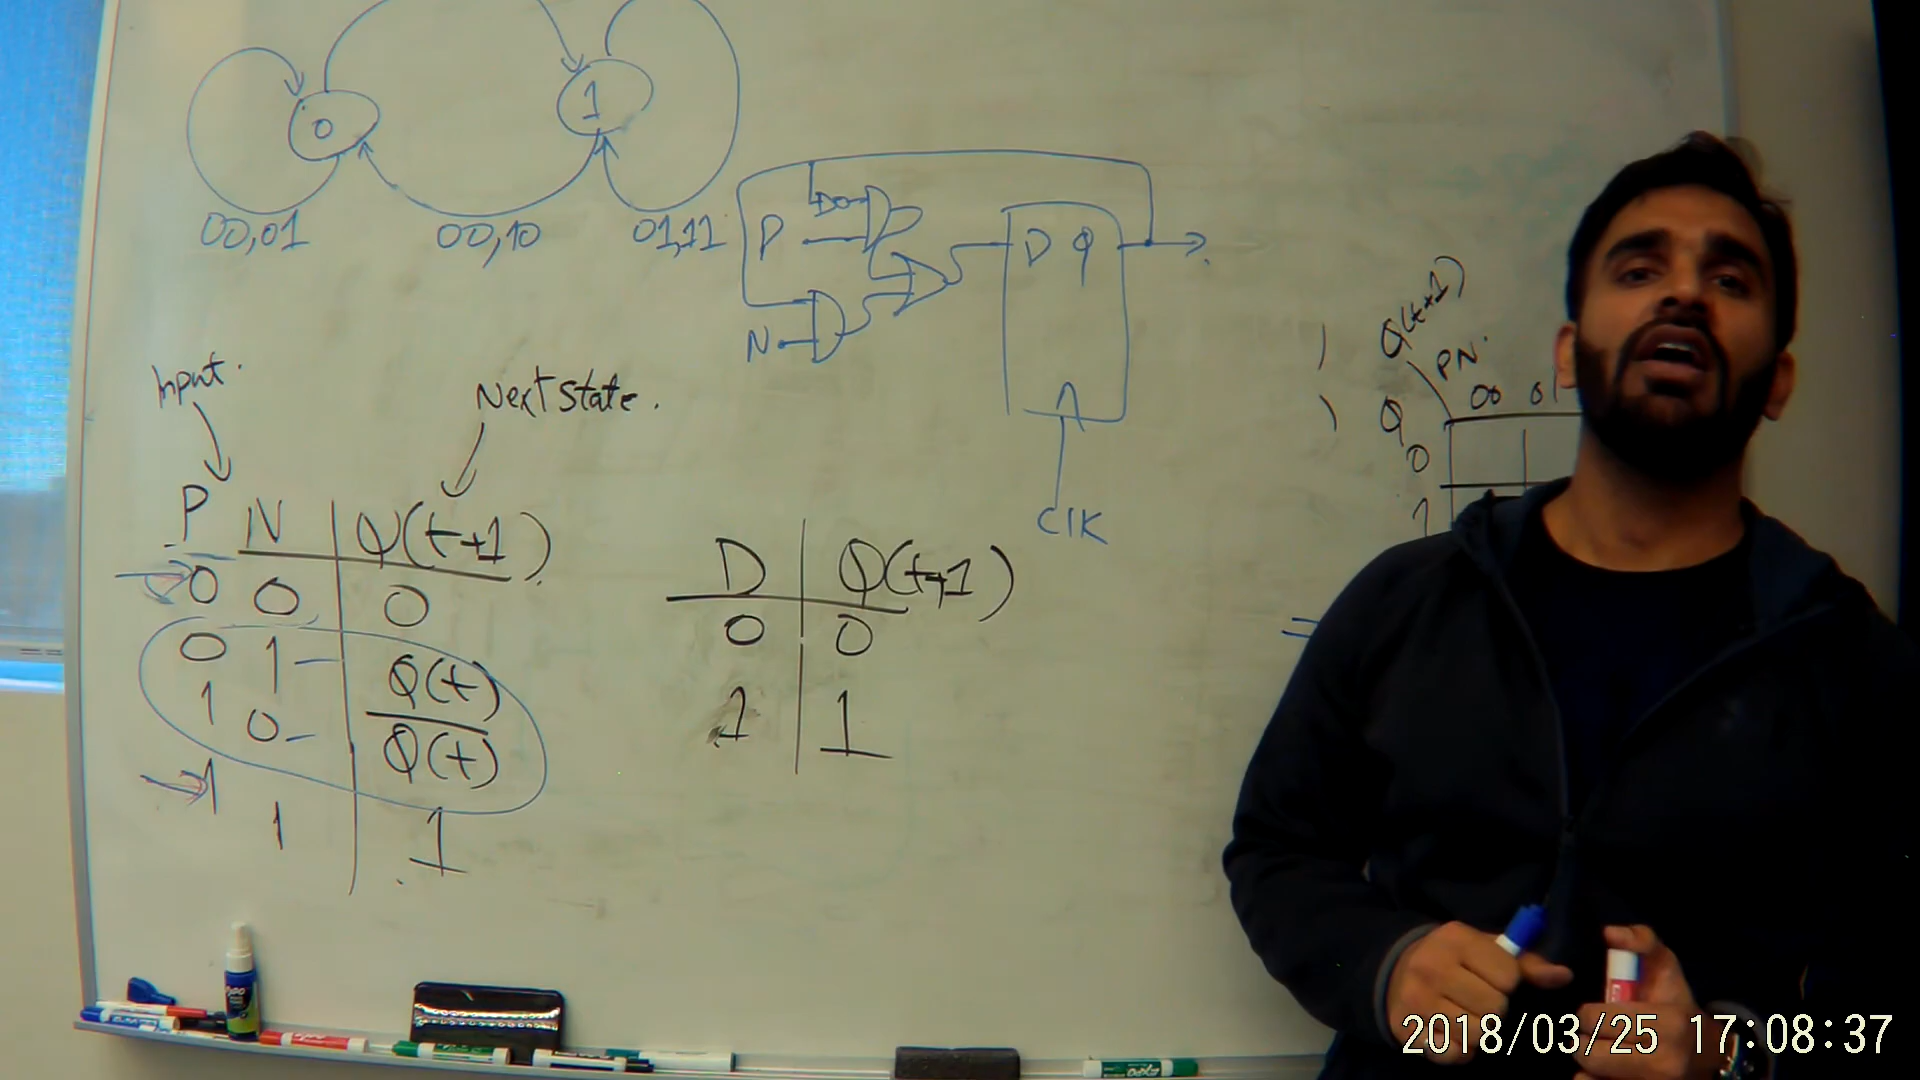 0
1
00,01
00,10
01,11
P
D Q
N
CLK
Input.
Next State.
P N Q(t+1)
0 0 0
0 1 Q(t)
1 0 Q(t)
1 1 1
D Q(t+1)
0 0
1 1
Q(t+1)
PN
00 01
Q
0
1
2018/03/25 17:08:37